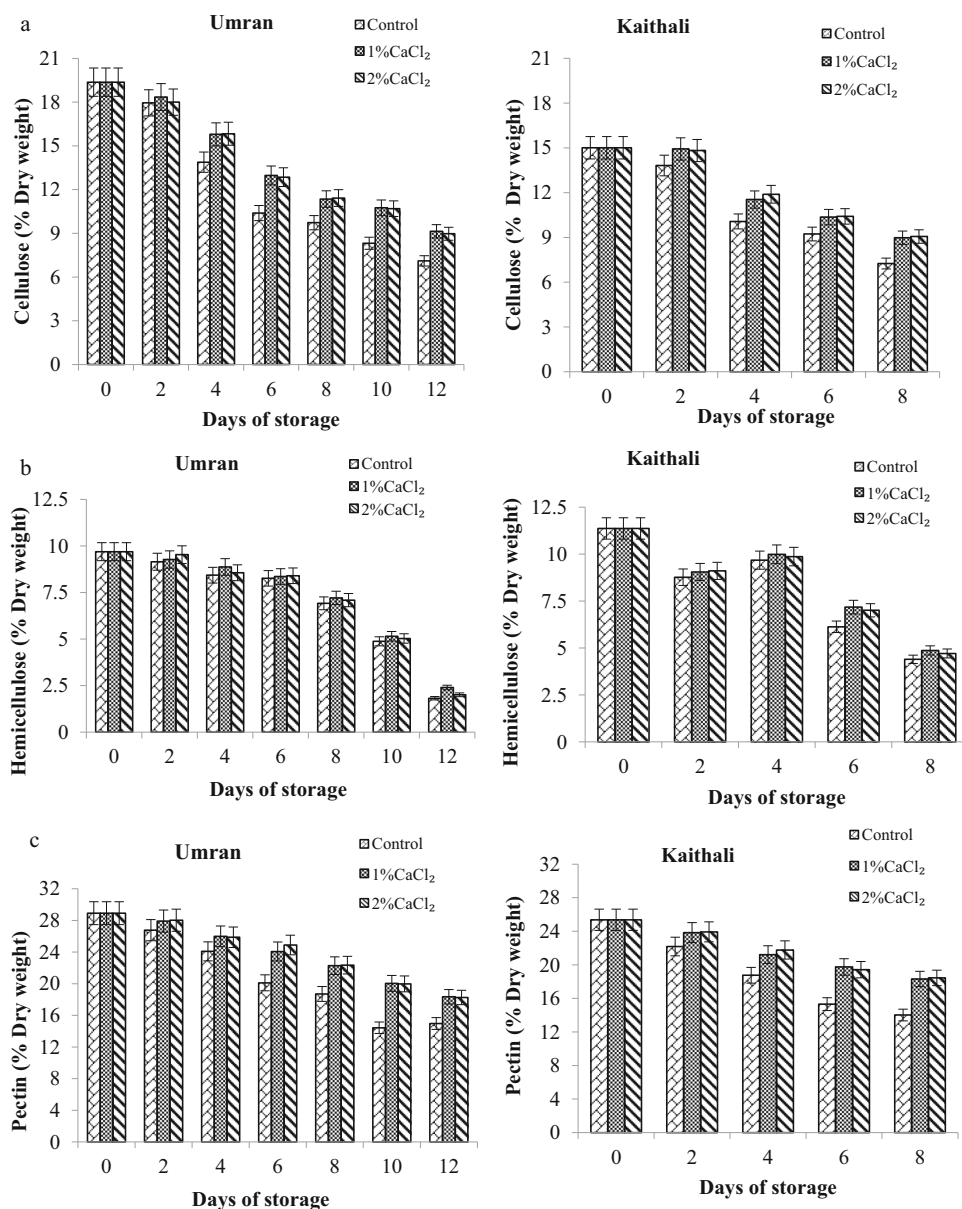 a
Umran
Control
1%CaCl₂
2%CaCl₂
Cellulose (% Dry weight)
21
18
15
12
9
6
3
0
0 2 4 6 8 10 12
Days of storage
Kaithali
Control
1%CaCl₂
2%CaCl₂
Cellulose (% Dry weight)
21
18
15
12
9
6
3
0
0 2 4 6 8
Days of storage
b
Umran
Control
1%CaCl₂
2%CaCl₂
Hemicellulose (% Dry weight)
12.5
10
7.5
5
2.5
0
0 2 4 6 8 10 12
Days of storage
Kaithali
Control
1%CaCl₂
2%CaCl₂
Hemicellulose (% Dry weight)
12.5
10
7.5
5
2.5
0
0 2 4 6 8
Days of storage
c
Umran
Control
1%CaCl₂
2%CaCl₂
Pectin (% Dry weight)
32
28
24
20
16
12
8
4
0
0 2 4 6 8 10 12
Days of storage
Kaithali
Control
1%CaCl₂
2%CaCl₂
Pectin (% Dry weight)
32
28
24
20
16
12
8
4
0
0 2 4 6 8
Days of storage